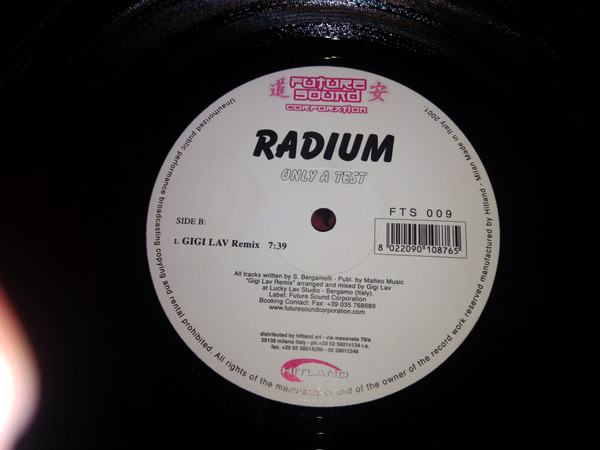 道 FUTURE 安
SOUND
CORPORATION
RADIUM
ONLY A TEST
FTS 009
SIDE B:
1. GIGI LAV Remix 7:39
8 022090 108765
All tracks written by S. Bergamelli - Publ. by Matteo Music
"Gigi Lav Remix" arranged and mixed by Gigi Lav
at Lucky Lav Studio - Bergamo (Italy).
Label: Future Sound Corporation
Booking Contact: Fax: +39 035 768689
www.futuresoundcorporation.com
distributed by hitland srl - via mecenate 76/a
20138 milano italy - ph.+39 02 58014134 r.a.
fax. +39 02 58015250 - 02 58011246
HITLAND
Unauthorized public performance broadcasting copying and rental prohibited. All rights of the manufacturer and of the owner of the record work reserved manufactured by Hitland - Milan Made in Italy 2001.